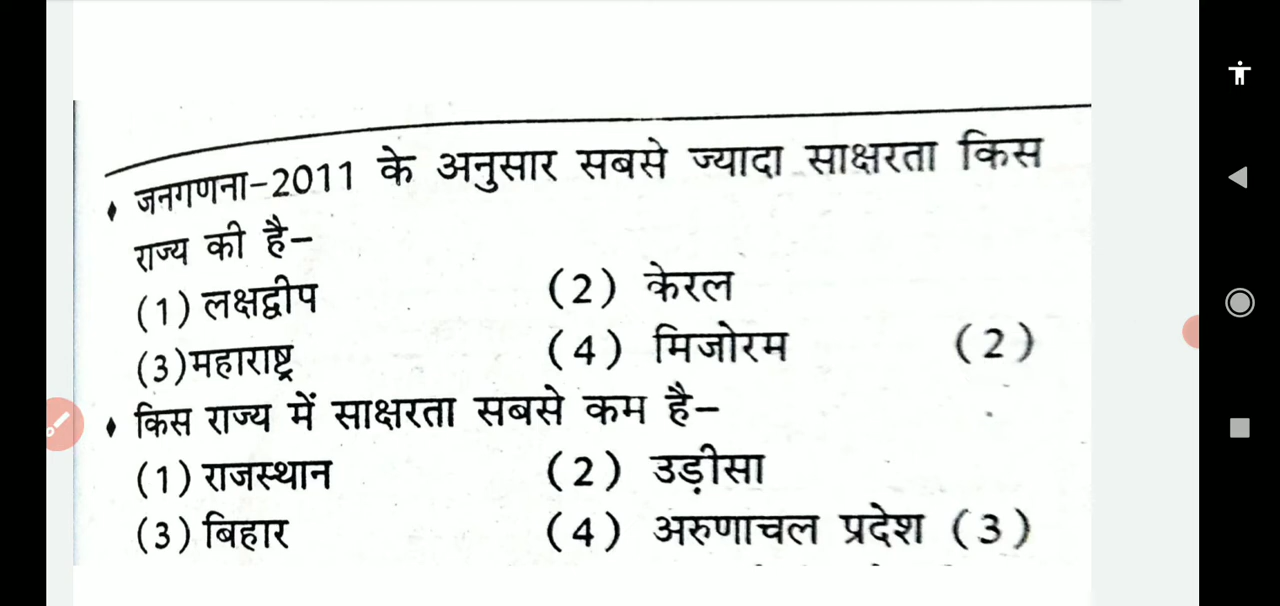 ♦ जनगणना-2011 के अनुसार सबसे ज्यादा साक्षरता किस
राज्य की है-
(1) लक्षद्वीप (2) केरल
(3) महाराष्ट्र (4) मिजोरम (2)
♦ किस राज्य में साक्षरता सबसे कम है-
(1) राजस्थान (2) उड़ीसा
(3) बिहार (4) अरुणाचल प्रदेश (3)